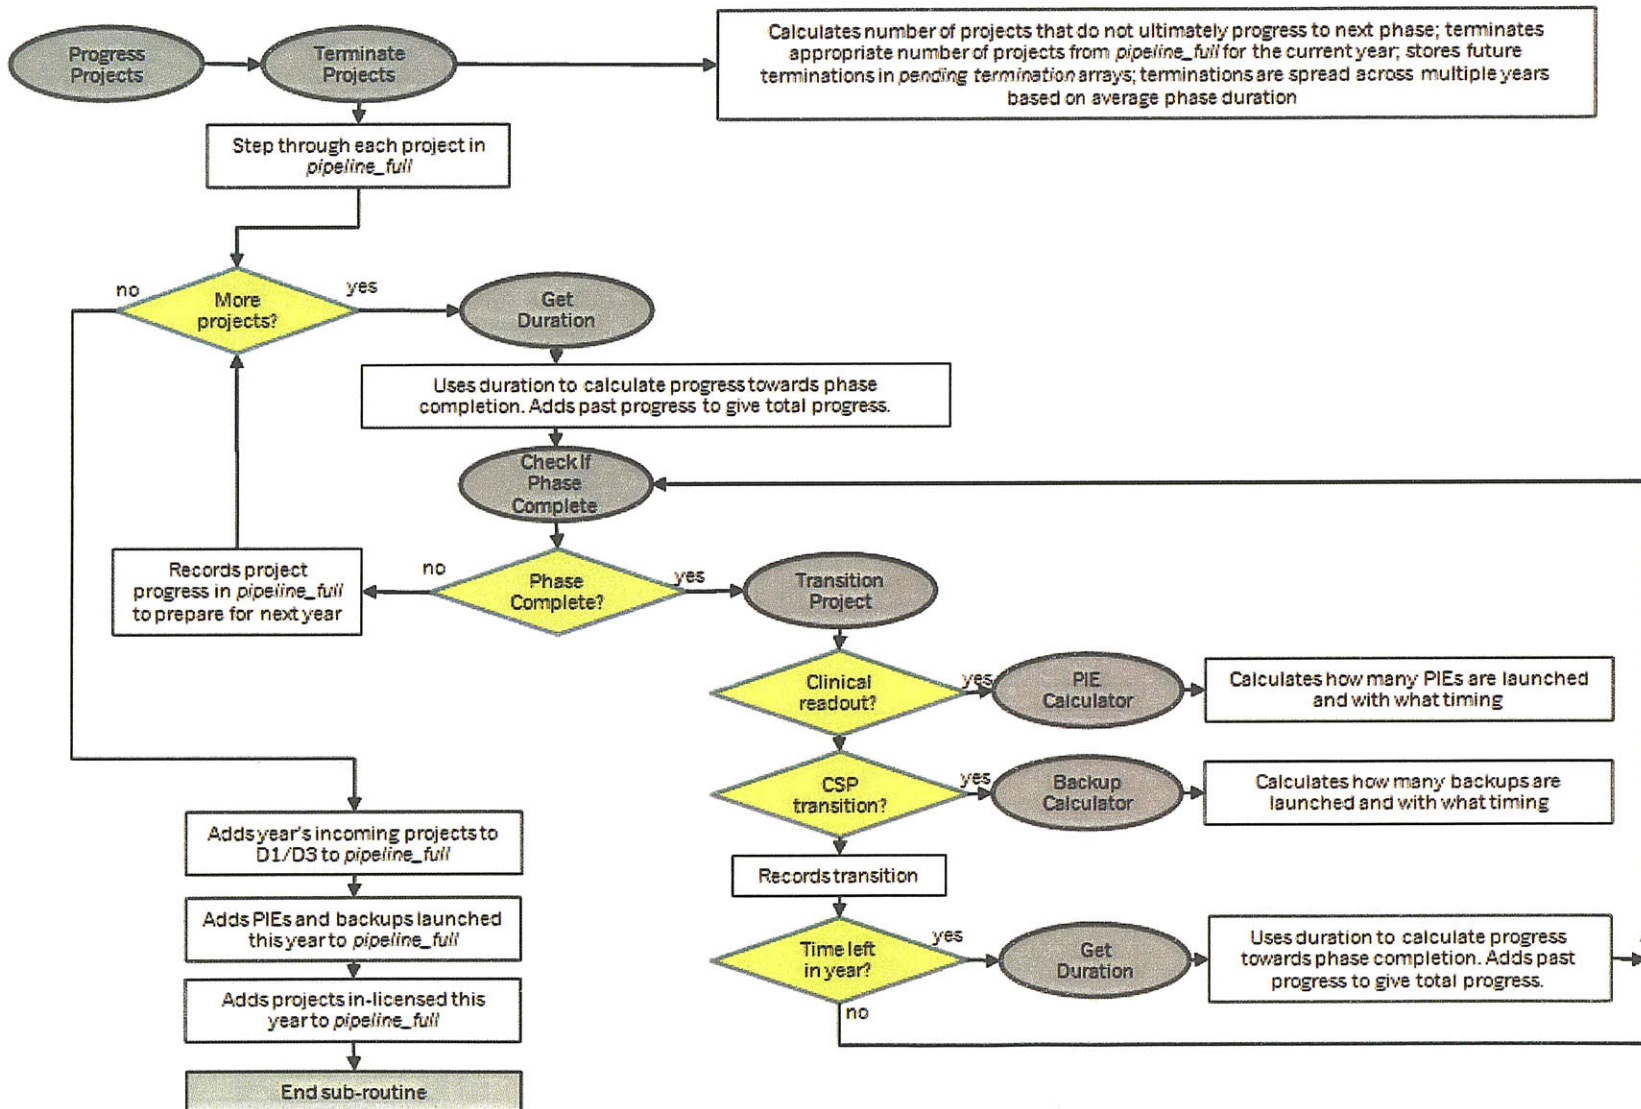 Progress
Projects
Terminate
Projects
Calculates number of projects that do not ultimately progress to next phase; terminates
appropriate number of projects from pipeline_full for the current year; stores future
terminations in pending termination arrays; terminations are spread across multiple years
based on average phase duration
Step through each project in
pipeline_full
no
More
projects?
yes
Get
Duration
Uses duration to calculate progress towards phase
completion. Adds past progress to give total progress.
Check If
Phase
Complete
Records project
progress in pipeline_full
to prepare for next year
no
Phase
Complete?
yes
Transition
Project
Clinical
readout?
yes
PIE
Calculator
Calculates how many PIEs are launched
and with what timing
CSP
transition?
yes
Backup
Calculator
Calculates how many backups are
launched and with what timing
Adds year's incoming projects to
D1/D3 to pipeline_full
Records transition
Adds PIEs and backups launched
this year to pipeline_full
Time left
in year?
yes
Get
Duration
Uses duration to calculate progress
towards phase completion. Adds past
progress to give total progress.
Adds projects in-licensed this
year to pipeline_full
no
End sub-routine